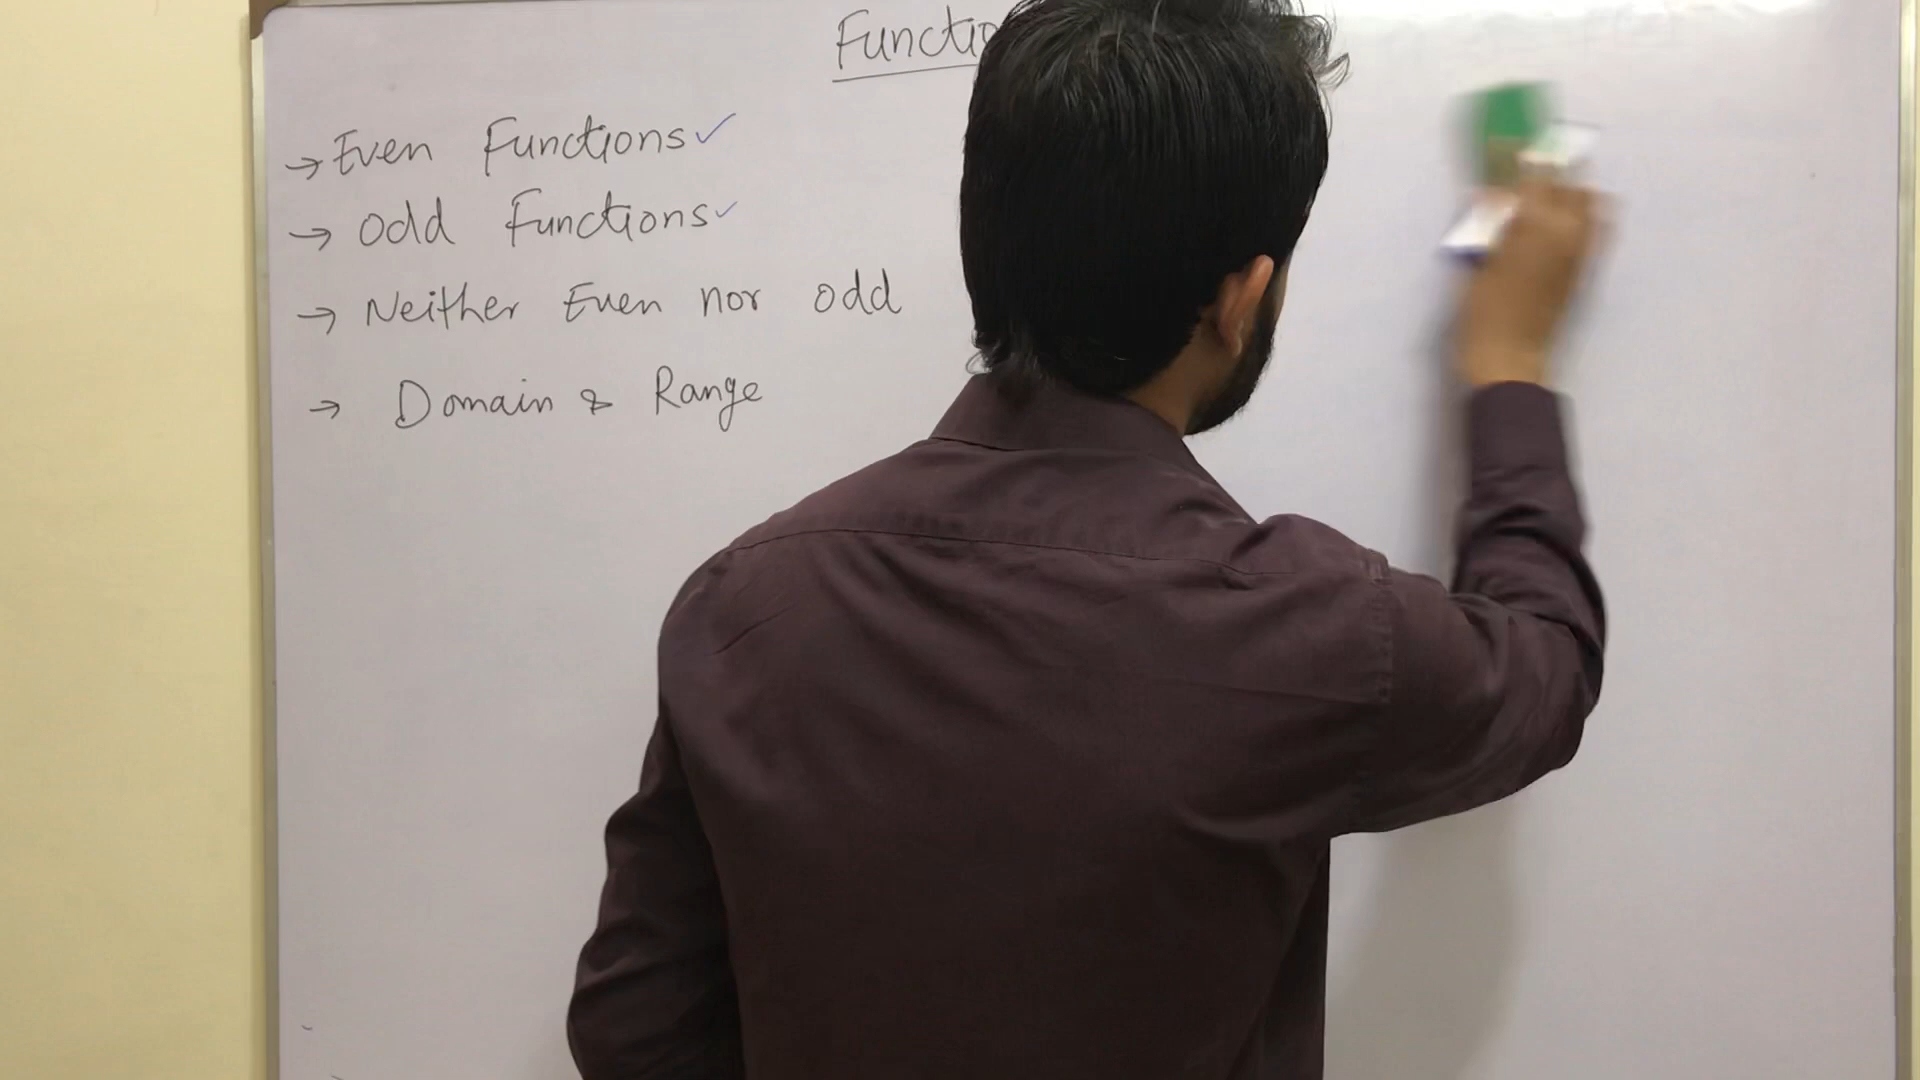 Functio
→ Even Functions ✓
→ Odd Functions ✓
→ Neither Even nor odd
→ Domain & Range